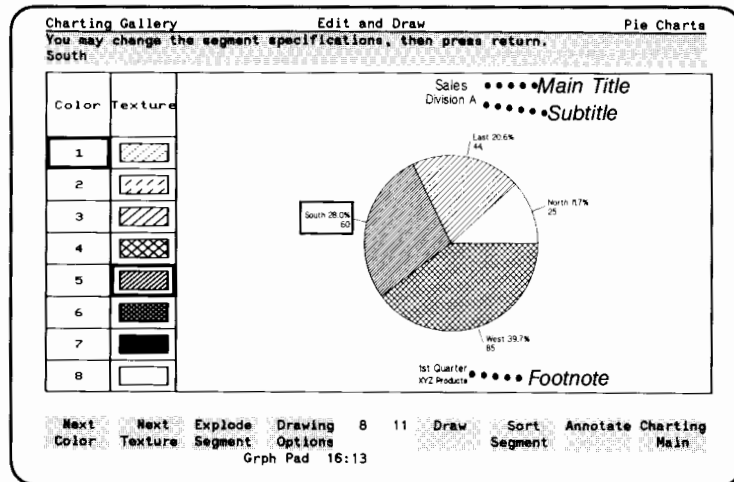 Charting Gallery Edit and Draw Pie Charts
You may change the segment specifications, then press return.
South
Color Texture
1
2
3
4
5
6
7
8
Sales Main Title
Division A Subtitle
Last 20.6%
44
North 11.7%
25
South 28.0%
60
West 39.7%
85
1st Quarter
XYZ Products
Footnote
Next Next Explode Drawing 8 11 Draw Sort Annotate Charting
Color Texture Segment Options Segment Main
Grph Pad 16:13